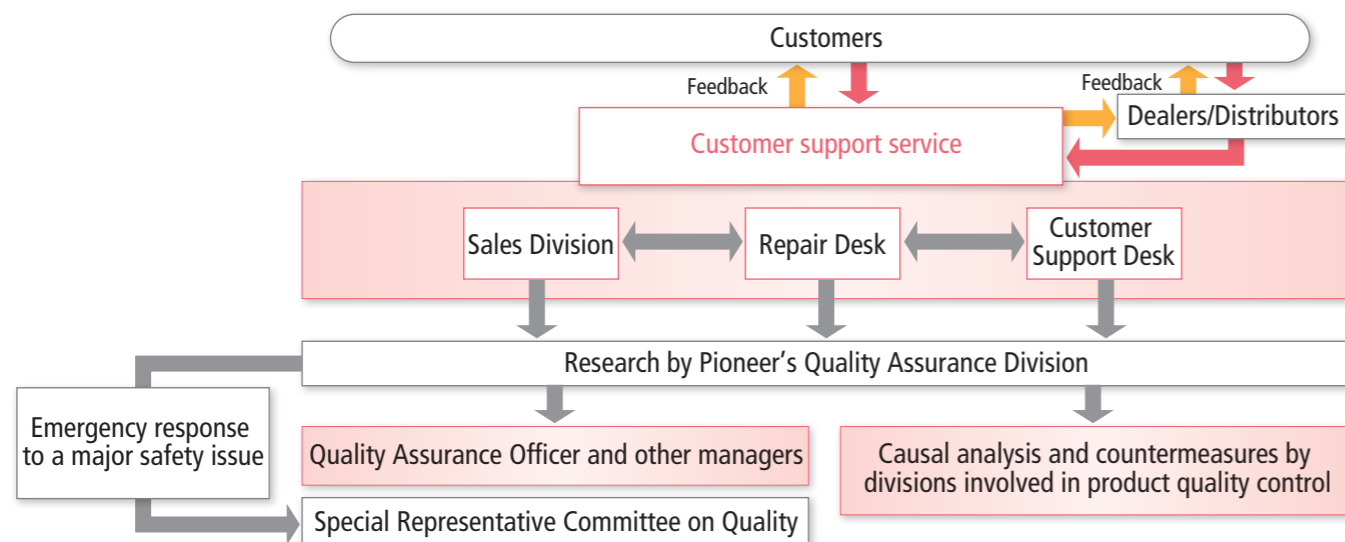 Customers
Feedback
Feedback
Dealers/Distributors
Customer support service
Sales Division
Repair Desk
Customer
Support Desk
Research by Pioneer’s Quality Assurance Division
Emergency response
to a major safety issue
Quality Assurance Officer and other managers
Causal analysis and countermeasures by
divisions involved in product quality control
Special Representative Committee on Quality